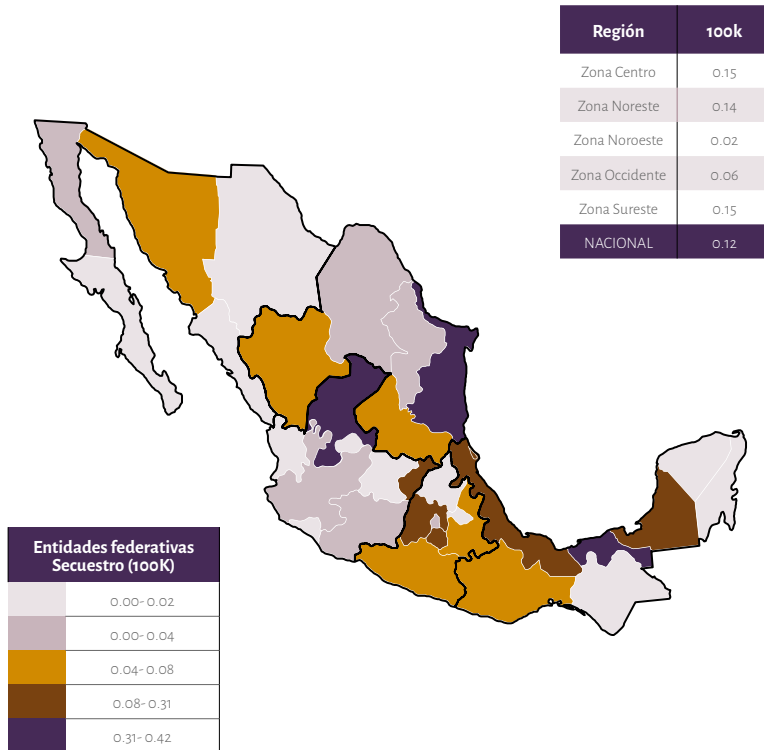 Región 100k
Zona Centro 0.15
Zona Noreste 0.14
Zona Noroeste 0.02
Zona Occidente 0.06
Zona Sureste 0.15
NACIONAL 0.12
Entidades federativas
Secuestro (100K)
0.00- 0.02
0.00- 0.04
0.04- 0.08
0.08- 0.31
0.31- 0.42